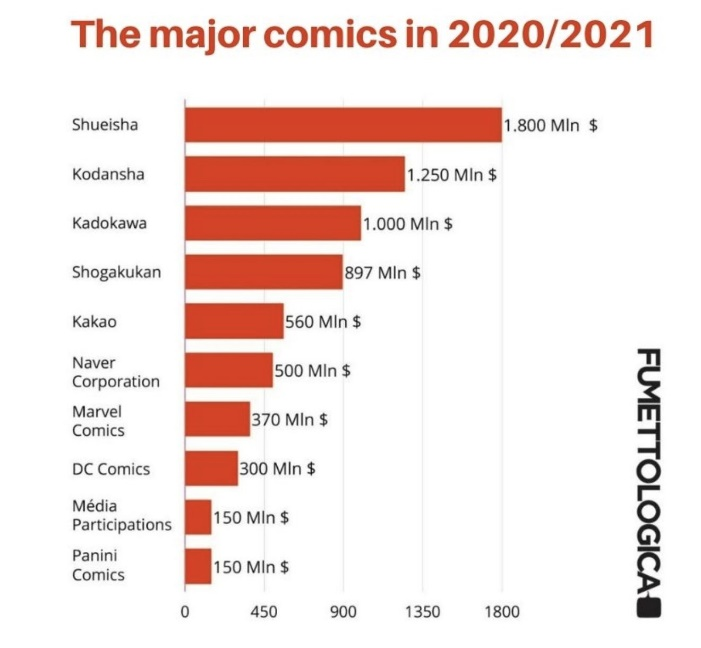 The major comics in 2020/2021
Shueisha
1.800 Mln $
Kodansha
1.250 Mln $
Kadokawa
1.000 Mln $
Shogakukan
897 Mln $
Kakao
560 Mln $
Naver
Corporation
500 Mln $
Marvel
Comics
370 Mln $
DC Comics
300 Mln $
Média
Participations
150 Mln $
Panini
Comics
150 Mln $
0
450
900
1350
1800
FUMETTOLOGICA